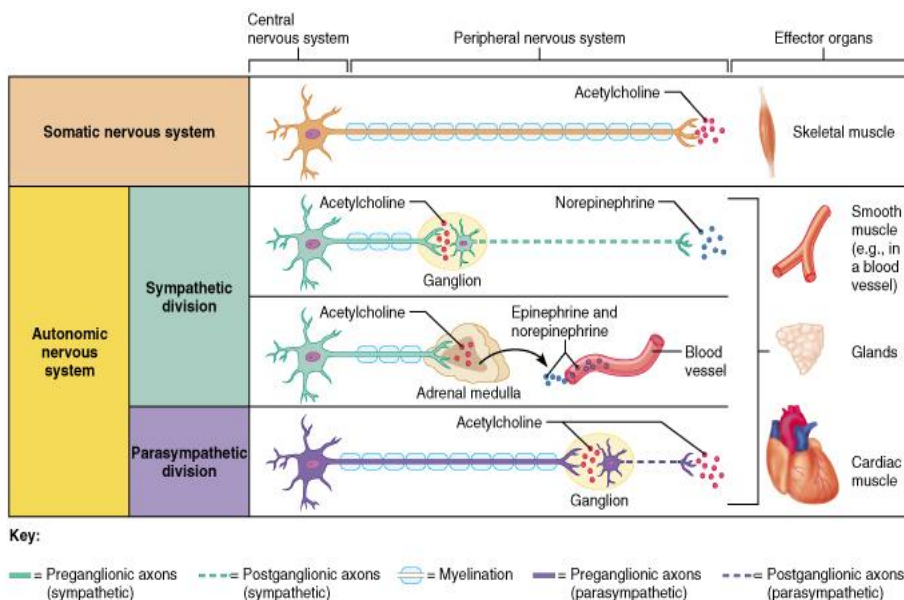 Central
nervous system
Peripheral nervous system
Effector organs
Somatic nervous system
Acetylcholine
Skeletal muscle
Autonomic
nervous
system
Sympathetic
division
Acetylcholine
Ganglion
Norepinephrine
Smooth
muscle
(e.g., in
a blood
vessel)
Acetylcholine
Adrenal medulla
Epinephrine and
norepinephrine
Blood
vessel
Glands
Parasympathetic
division
Acetylcholine
Ganglion
Cardiac
muscle
Key:
= Preganglionic axons
(sympathetic)
= Postganglionic axons
(sympathetic)
= Myelination
= Preganglionic axons
(parasympathetic)
= Postganglionic axons
(parasympathetic)